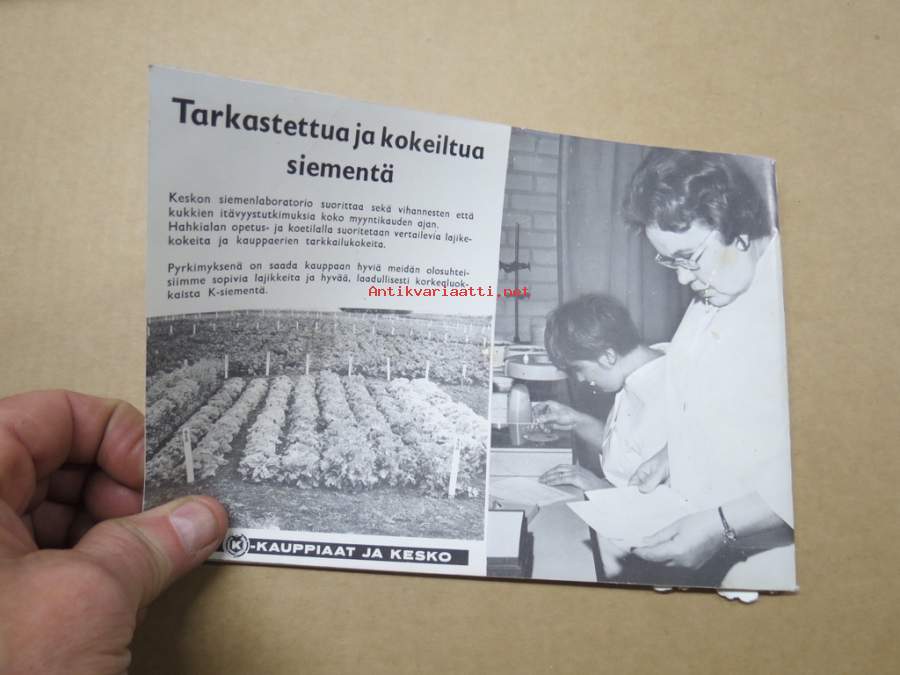 Tarkastettua ja kokeiltua
siementä
Keskon siemenlaboratorio suorittaa sekä vihannesten että
kukkien itävyystutkimuksia koko myyntikauden ajan.
Hahkialan opetus- ja koetilalla suoritetaan vertailevia lajike-
kokeita ja kauppaerien tarkkailukokeita.
Pyrkimyksenä on saada kauppaan hyviä meidän olosuhtei-
siimme sopivia lajikkeita ja hyvää, laadullisesti korkealuok-
kaista K-siementä.
Antikvariaatti.net
K-KAUPPIAAT JA KESKO